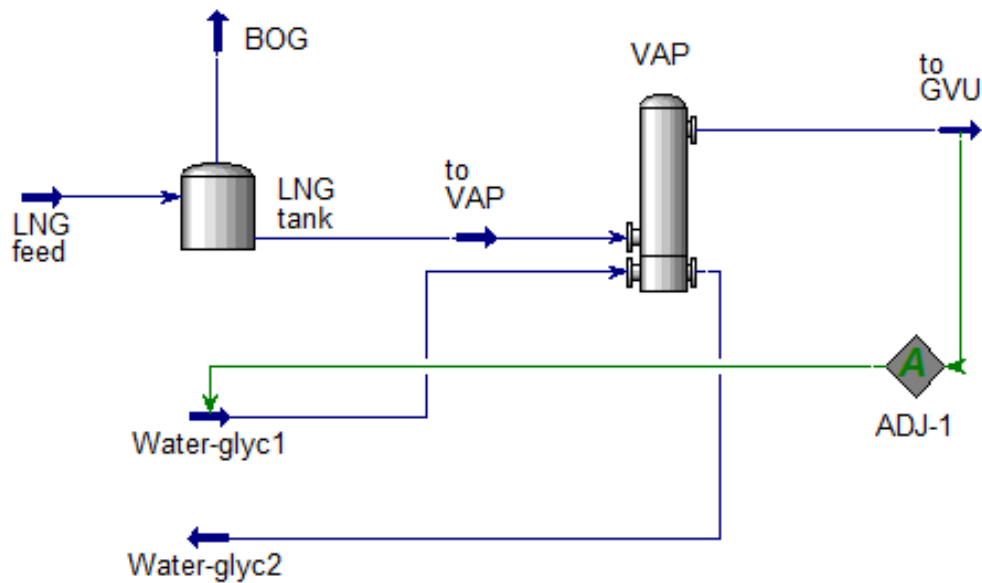 BOG
VAP
to
GVU
LNG
feed
LNG
tank
to
VAP
A
ADJ-1
Water-glyc1
Water-glyc2